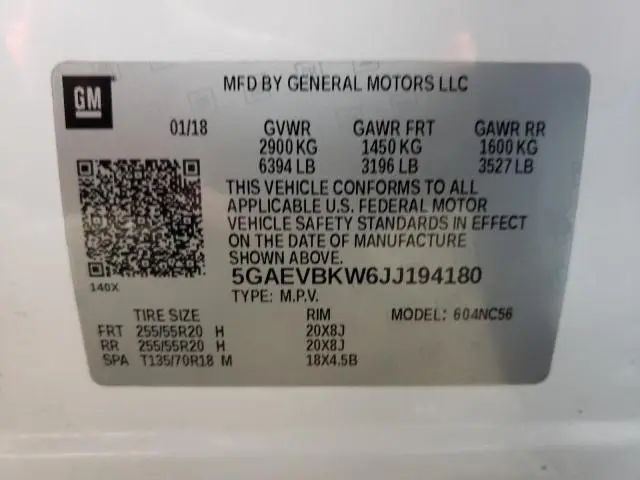 GM
MFD BY GENERAL MOTORS LLC
01/18 GVWR GAWR FRT GAWR RR
2900 KG 1450 KG 1600 KG
6394 LB 3196 LB 3527 LB
THIS VEHICLE CONFORMS TO ALL
APPLICABLE U.S. FEDERAL MOTOR
VEHICLE SAFETY STANDARDS IN EFFECT
ON THE DATE OF MANUFACTURE
SHOWN ABOVE.
140X
5GAEVBKW6JJ194180
TYPE: M.P.V.
TIRE SIZE RIM MODEL: 604NC56
FRT 255/55R20 H 20X8J
RR 255/55R20 H 20X8J
SPA T135/70R18 M 18X4.5B